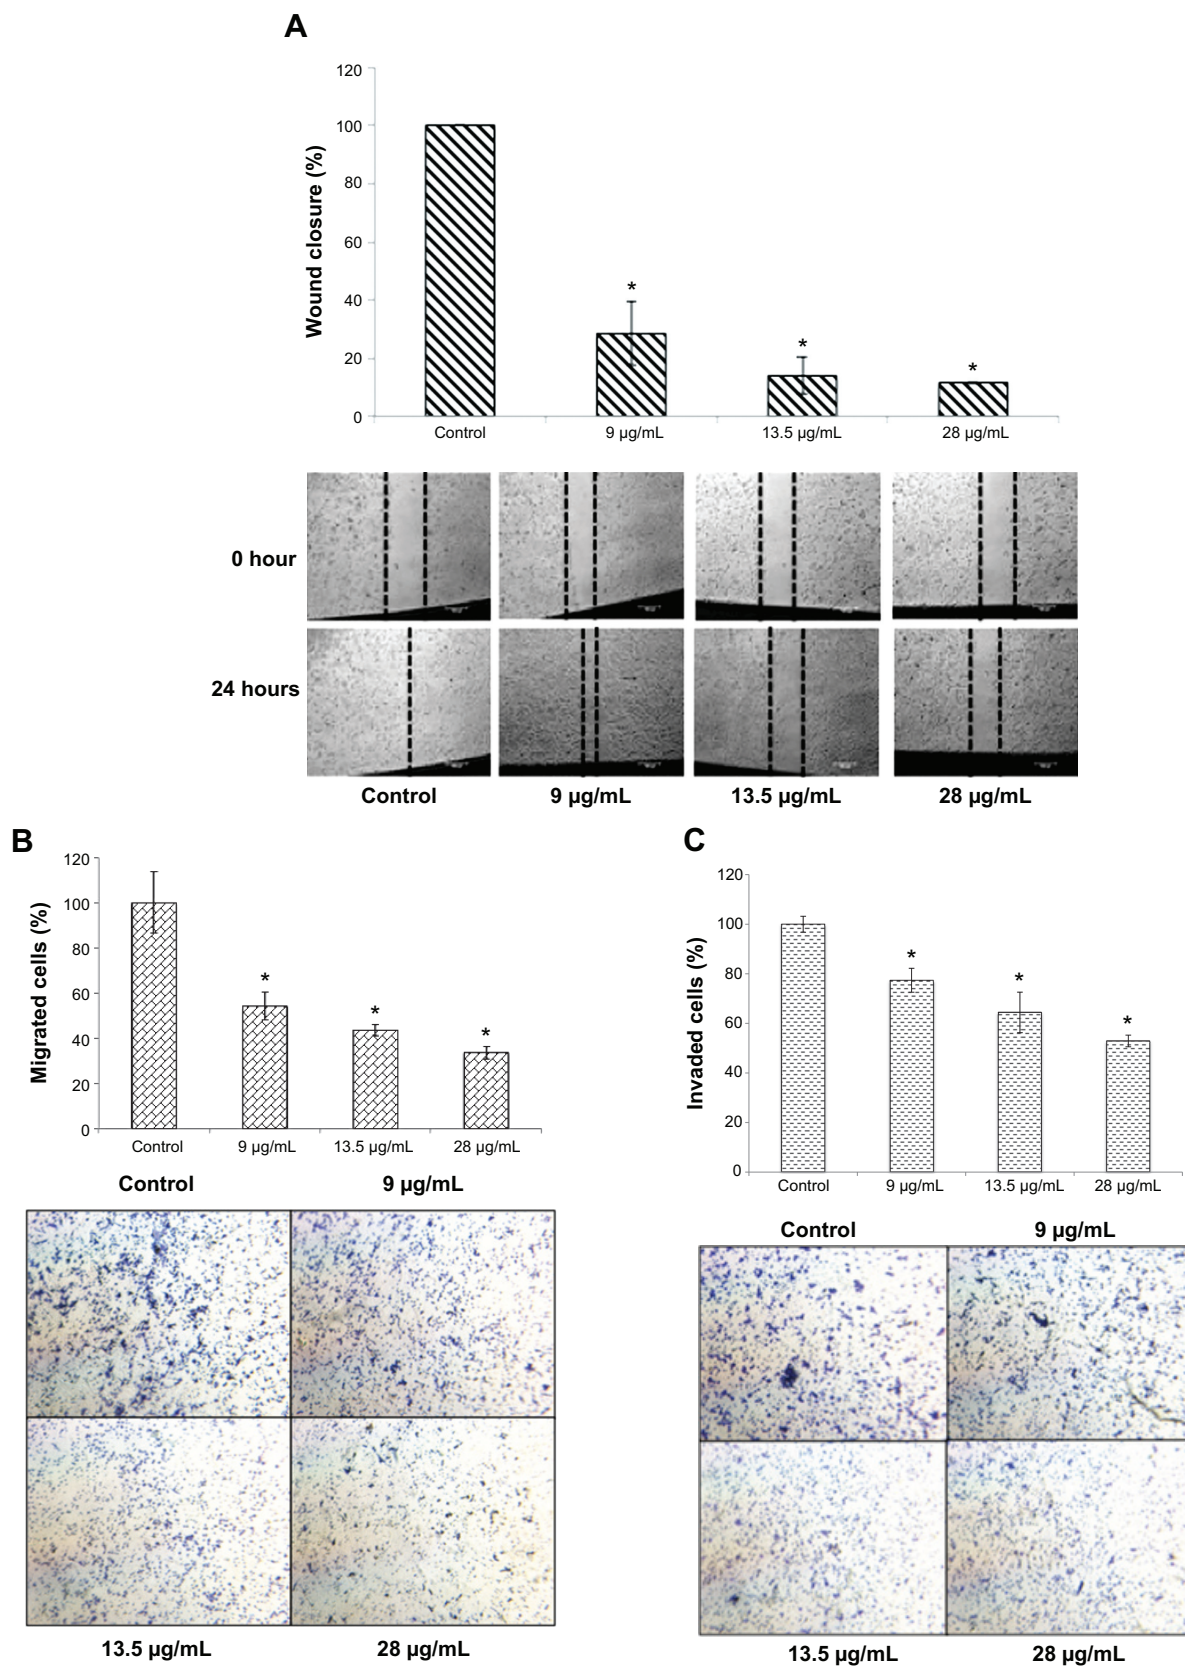 A
120
100
80
60
40
20
0
Wound closure (%)
*
*
*
Control 9 µg/mL 13.5 µg/mL 28 µg/mL
0 hour
24 hours
Control 9 µg/mL 13.5 µg/mL 28 µg/mL
B
120
100
80
60
40
20
0
Migrated cells (%)
*
*
*
Control 9 µg/mL 13.5 µg/mL 28 µg/mL
Control 9 µg/mL
13.5 µg/mL 28 µg/mL
C
120
100
80
60
40
20
0
Invaded cells (%)
*
*
*
Control 9 µg/mL 13.5 µg/mL 28 µg/mL
Control 9 µg/mL
13.5 µg/mL 28 µg/mL